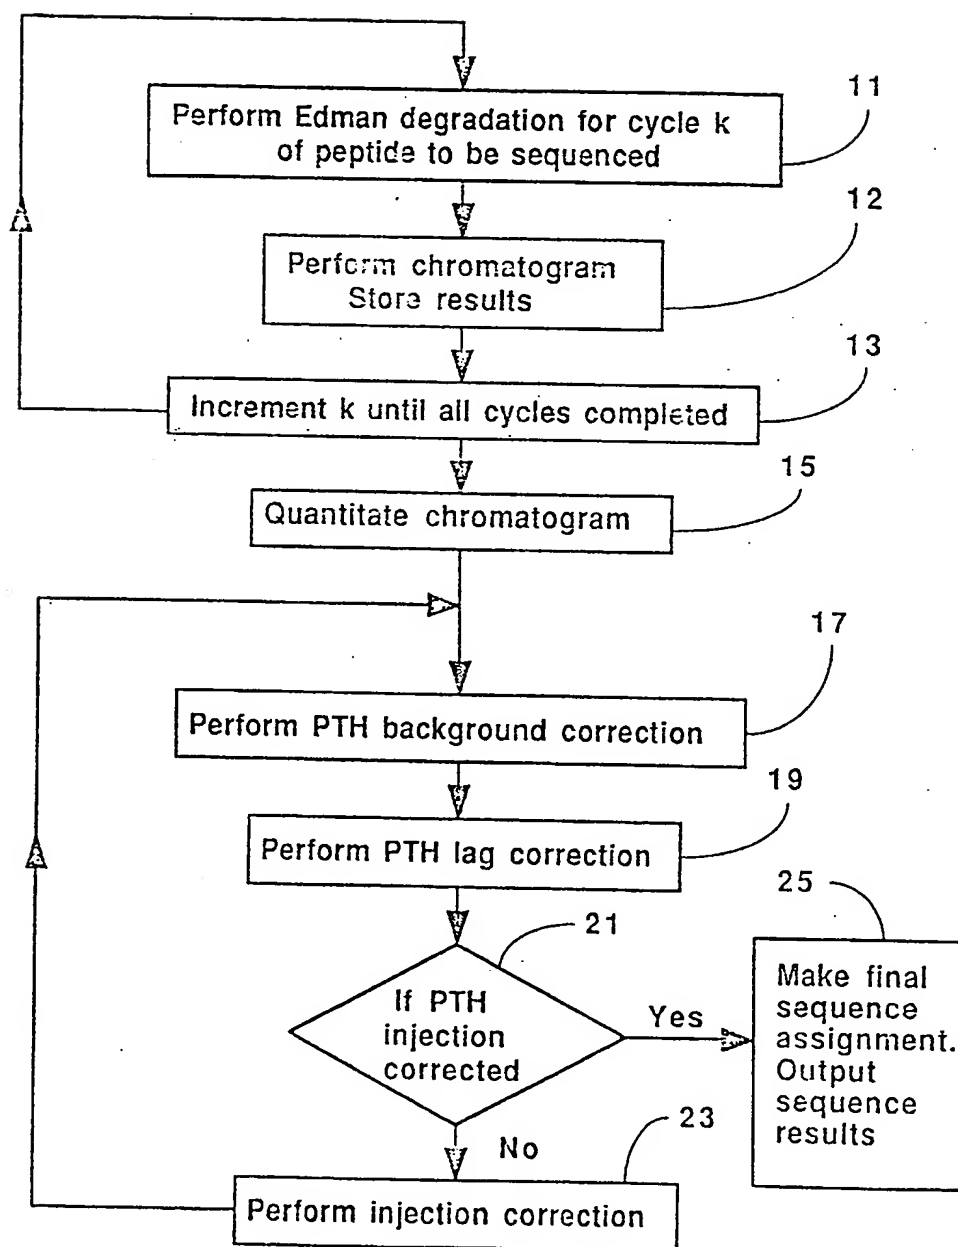 11
Perform Edman degradation for cycle k
of peptide to be sequenced
12
Perform chromatogram
Store results
13
Increment k until all cycles completed
15
Quantitate chromatogram
17
Perform PTH background correction
19
Perform PTH lag correction
21
If PTH
injection
corrected
Yes
25
Make final
sequence
assignment.
Output
sequence
results
No
23
Perform injection correction